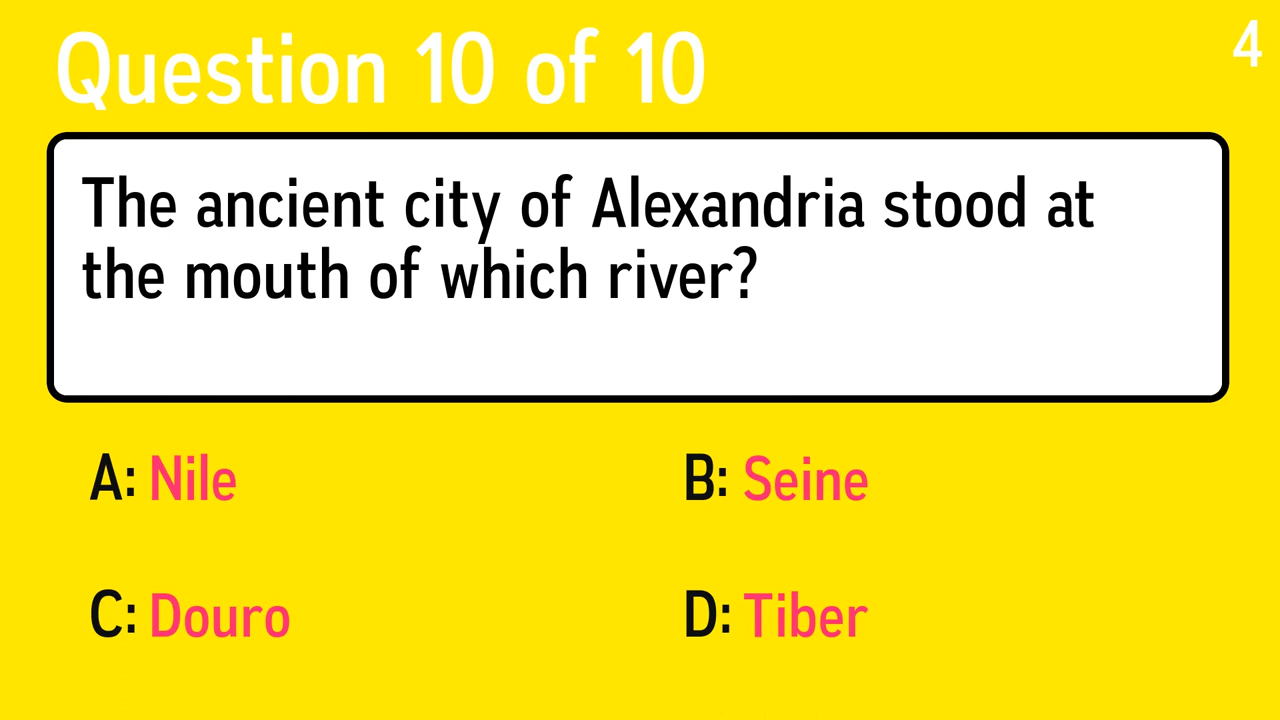 Question 10 of 10
4
The ancient city of Alexandria stood at
the mouth of which river?
A: Nile
B: Seine
C: Douro
D: Tiber